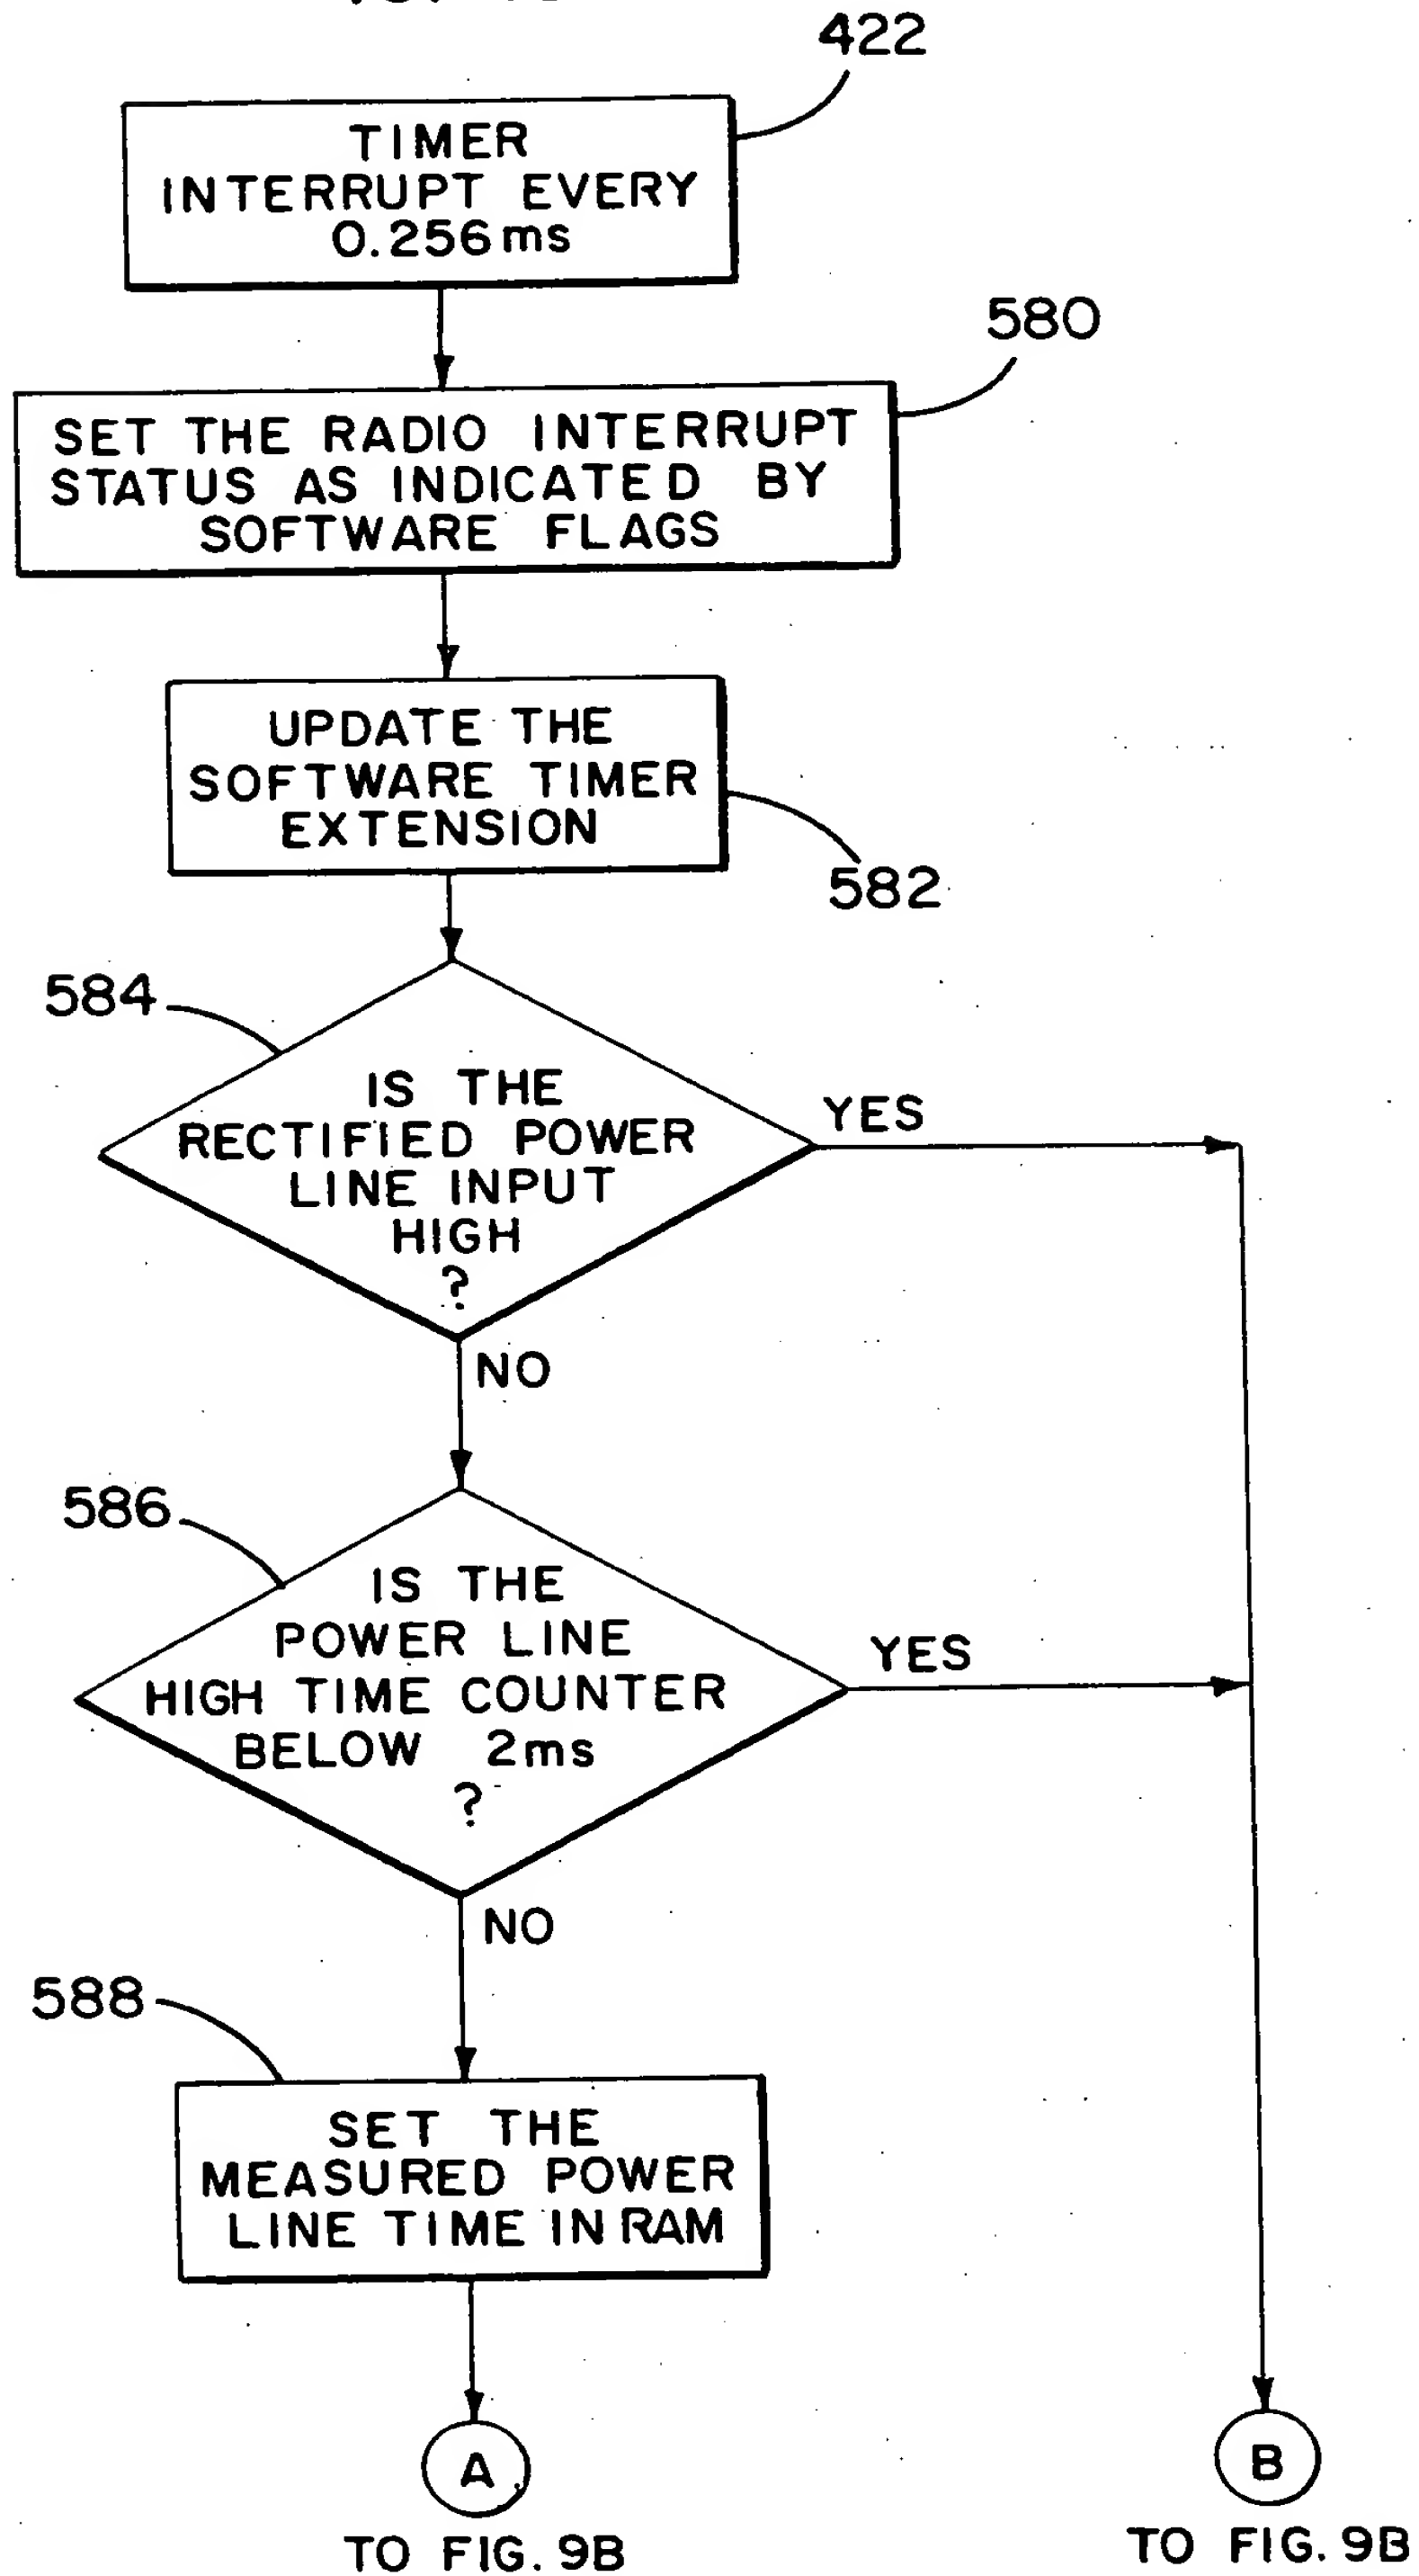 422
TIMER
INTERRUPT EVERY
0.256ms
580
SET THE RADIO INTERRUPT
STATUS AS INDICATED BY
SOFTWARE FLAGS
UPDATE THE
SOFTWARE TIMER
EXTENSION
582
584
IS THE
RECTIFIED POWER
LINE INPUT
HIGH
?
YES
NO
586
IS THE
POWER LINE
HIGH TIME COUNTER
BELOW 2ms
?
YES
NO
588
SET THE
MEASURED POWER
LINE TIME IN RAM
A
B
TO FIG. 9B
TO FIG. 9B